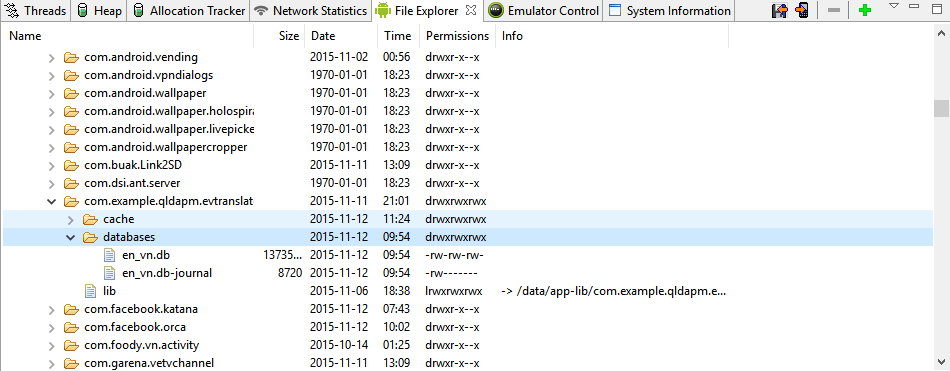 Threads Heap Allocation Tracker Network Statistics File Explorer Emulator Control System Information
Name Size Date Time Permissions Info
com.android.vending 2015-11-02 00:56 drwxr-x--x
com.android.vpndialogs 1970-01-01 18:23 drwxr-x--x
com.android.wallpaper 1970-01-01 18:23 drwxr-x--x
com.android.wallpaper.holospira 1970-01-01 18:23 drwxr-x--x
com.android.wallpaper.livepicke 1970-01-01 18:23 drwxr-x--x
com.android.wallpapercropper 1970-01-01 18:23 drwxr-x--x
com.buak.Link2SD 2015-11-11 13:09 drwxr-x--x
com.dsi.ant.server 1970-01-01 18:23 drwxr-x--x
com.example.qldapm.evtranslat 2015-11-11 21:01 drwxrwxrwx
cache 2015-11-12 11:24 drwxrwxrwx
databases 2015-11-12 09:54 drwxrwxrwx
en_vn.db 13735... 2015-11-12 09:54 -rw-rw-rw-
en_vn.db-journal 8720 2015-11-12 09:54 -rw-------
lib 2015-11-06 18:38 lrwxrwxrwx -> /data/app-lib/com.example.qldapm.e...
com.facebook.katana 2015-11-12 07:43 drwxr-x--x
com.facebook.orca 2015-11-12 10:02 drwxr-x--x
com.foody.vn.activity 2015-10-14 01:25 drwxr-x--x
com.garena.vetvchannel 2015-11-11 13:09 drwxr-x--x